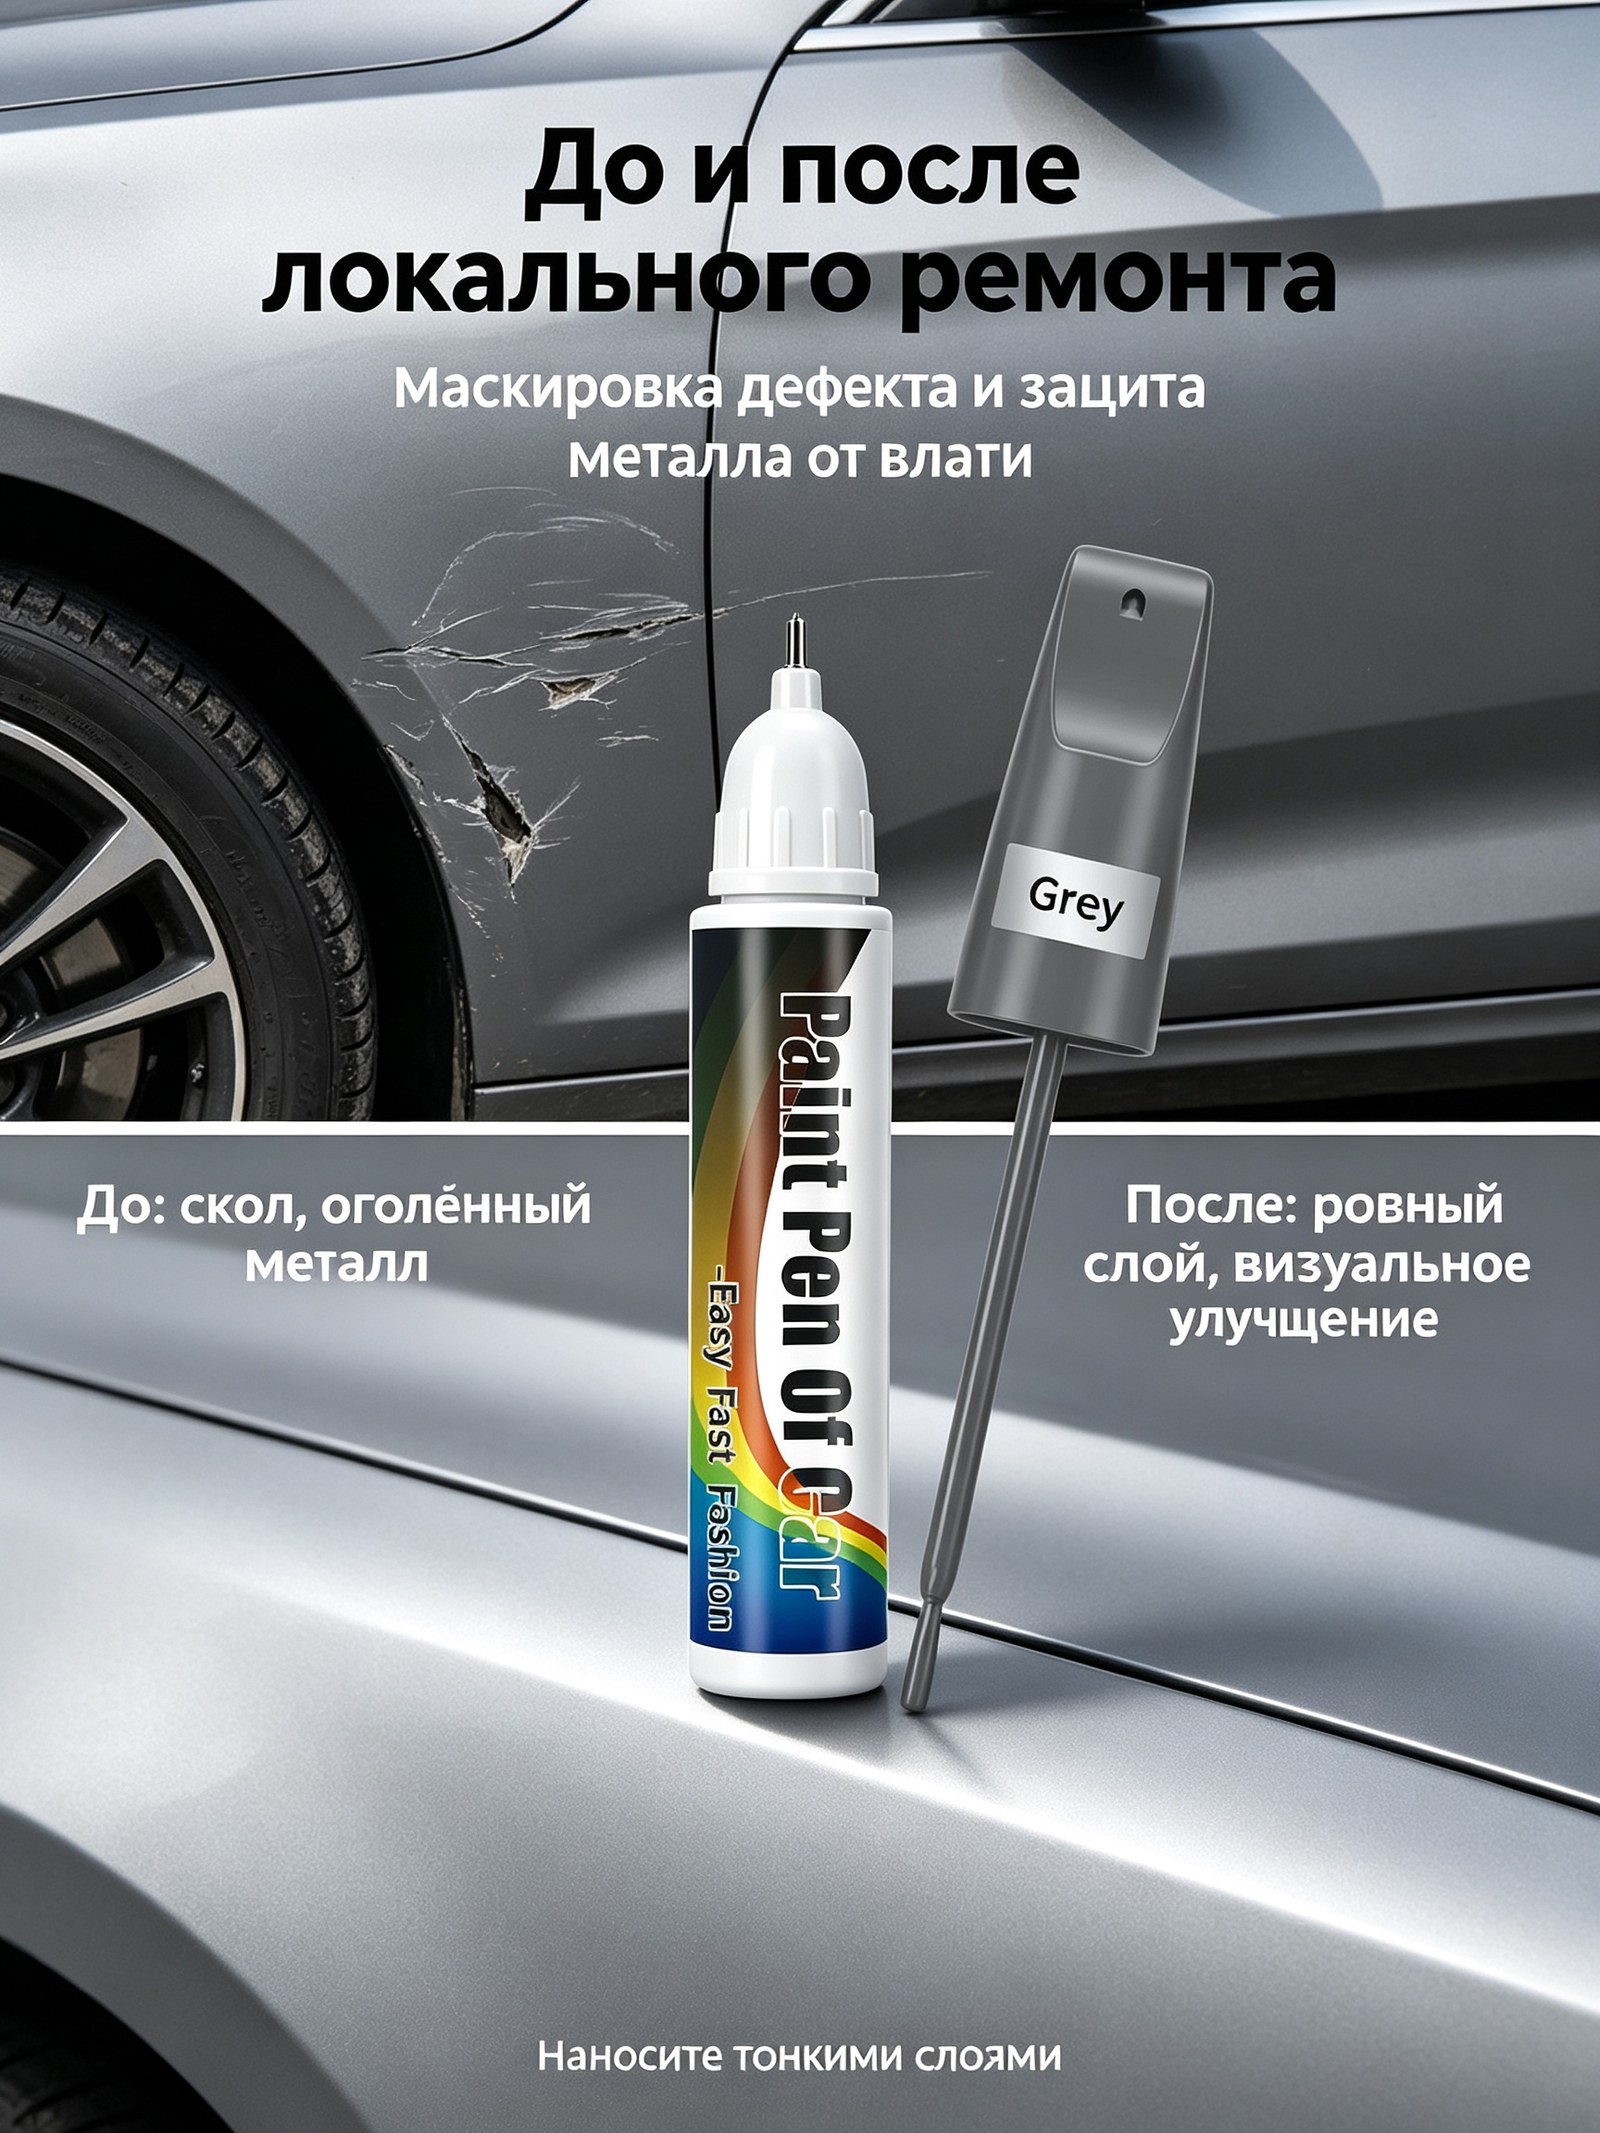 До и после
локального ремонта
Маскировка дефекта и зацита
металла от влати
Grey
Paint Pen Of Car
-Easy Fast Fashion
До: скол, оголённый
металл
После: ровный
слой, визуальное
улучщение
Наносите тонкими слоями